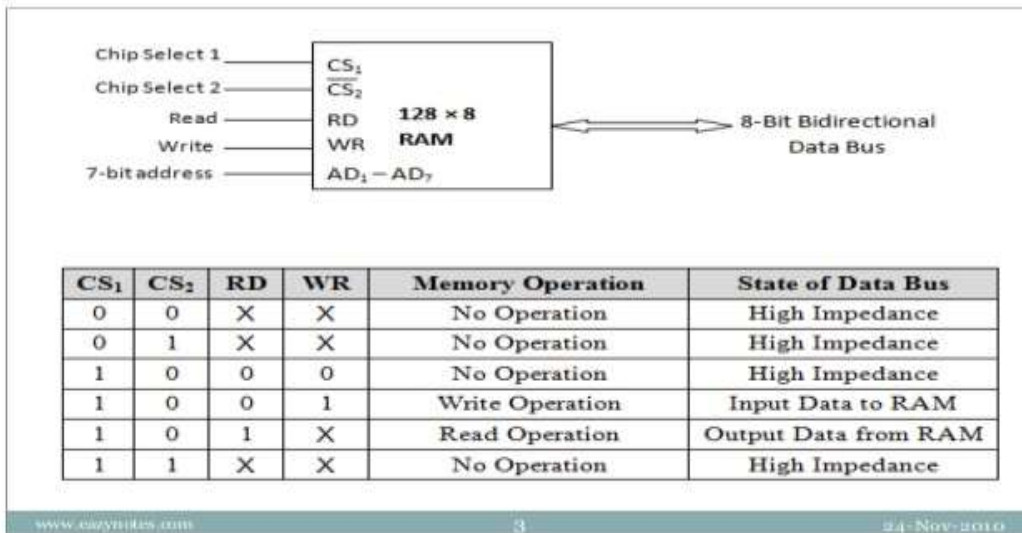 Chip Select 1
Chip Select 2
Read
Write
7-bit address
CS₁
C̅S̅₂
RD
WR
AD₁ – AD₇
128 × 8
RAM
8-Bit Bidirectional
Data Bus
CS₁ CS₂ RD WR Memory Operation State of Data Bus
0 0 X X No Operation High Impedance
0 1 X X No Operation High Impedance
1 0 0 0 No Operation High Impedance
1 0 0 1 Write Operation Input Data to RAM
1 0 1 X Read Operation Output Data from RAM
1 1 X X No Operation High Impedance
www.eazynotes.com 3 24-Nov-2010